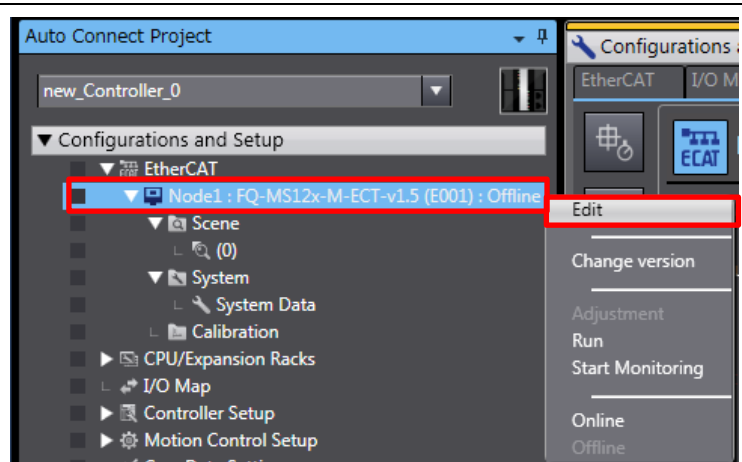 Auto Connect Project
new_Controller_0
Configurations and Setup
EtherCAT
Node1 : FQ-MS12x-M-ECT-v1.5 (E001) : Offline
Scene
(0)
System
System Data
Calibration
CPU/Expansion Racks
I/O Map
Controller Setup
Motion Control Setup
Configurations
EtherCAT
I/O M
ECAT
Edit
Change version
Adjustment
Run
Start Monitoring
Online
Offline